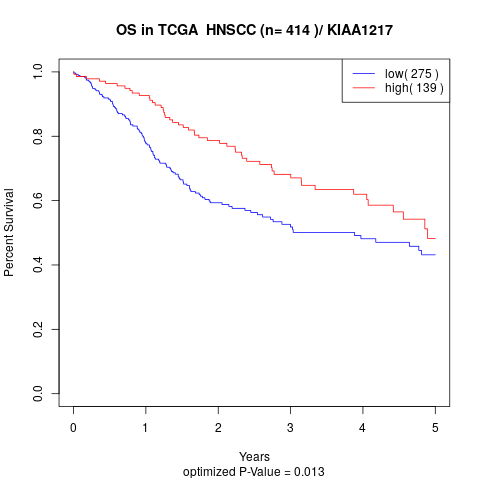 OS in TCGA  HNSCC (n= 414 )/ KIAA1217
low( 275 )
high( 139 )
Percent Survival
1.0
0.8
0.6
0.4
0.2
0.0
0 1 2 3 4 5
Years
optimized P-Value = 0.013